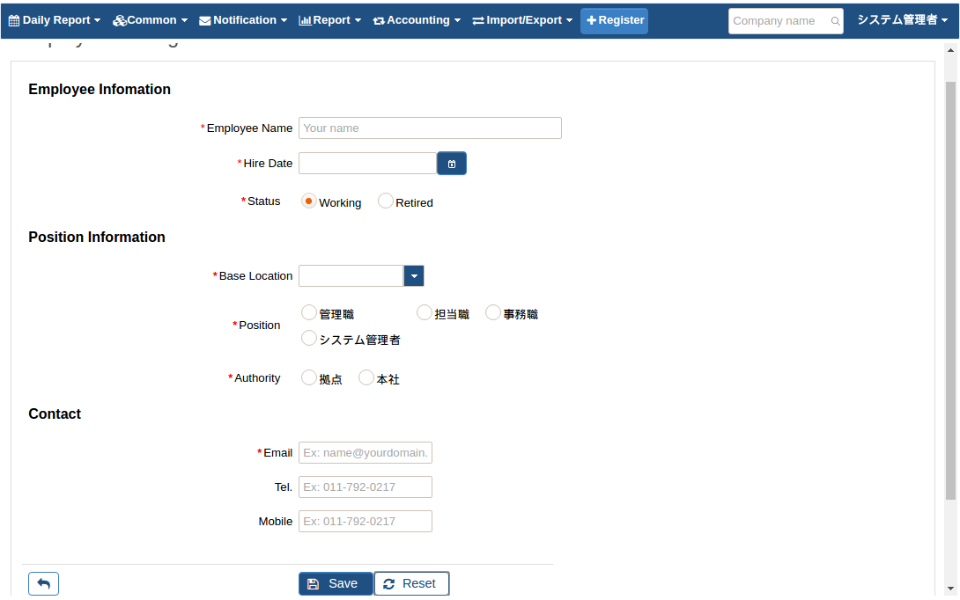 Daily Report Common Notification Report Accounting Import/Export Register Company name システム管理者
Employee Infomation
*Employee Name Your name
*Hire Date
*Status Working Retired
Position Information
*Base Location
*Position 管理職 担当職 事務職
システム管理者
*Authority 拠点 本社
Contact
*Email Ex: name@yourdomain.
Tel. Ex: 011-792-0217
Mobile Ex: 011-792-0217
Save Reset